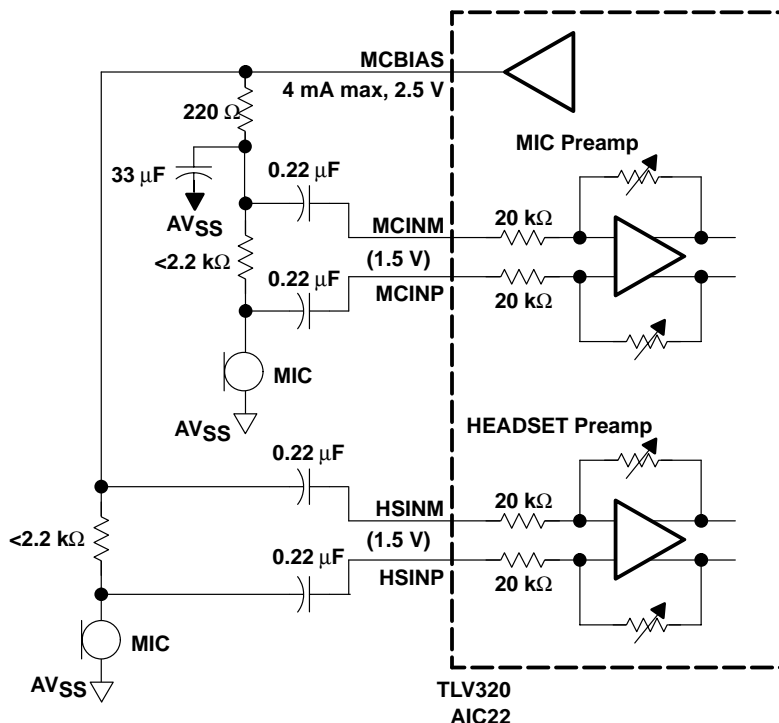 MCBIAS
4 mA max, 2.5 V
220 Ω
MIC Preamp
33 μF
0.22 μF
AVSS
MCINM
20 kΩ
<2.2 kΩ
(1.5 V)
0.22 μF
MCINP
20 kΩ
MIC
AVSS
HEADSET Preamp
0.22 μF
HSINM
20 kΩ
<2.2 kΩ
(1.5 V)
0.22 μF
HSINP
20 kΩ
MIC
AVSS
TLV320
AIC22